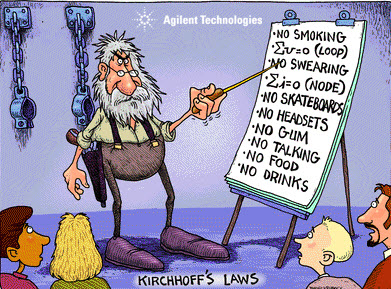 Agilent Technologies
•NO SMOKING
•Σv=0 (LOOP)
•NO SWEARING
•Σi=0 (NODE)
•NO SKATEBOARDS
•NO HEADSETS
•NO GUM
•NO TALKING
•NO FOOD
•NO DRINKS
KIRCHHOFF'S LAWS